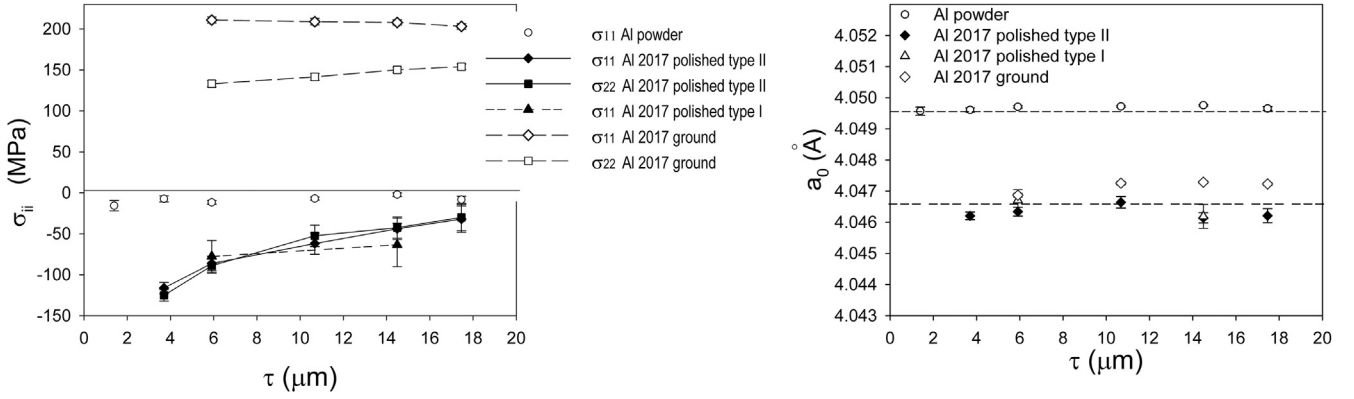 200
150
100
50
0
-50
-100
-150
σii (MPa)
0 2 4 6 8 10 12 14 16 18 20
τ (μm)
σ11 Al powder
σ11 Al 2017 polished type II
σ22 Al 2017 polished type II
σ11 Al 2017 polished type I
σ11 Al 2017 ground
σ22 Al 2017 ground
4.052
4.051
4.050
4.049
4.048
4.047
4.046
4.045
4.044
4.043
a0 (Å)
0 2 4 6 8 10 12 14 16 18 20
τ (μm)
Al powder
Al 2017 polished type II
Al 2017 polished type I
Al 2017 ground